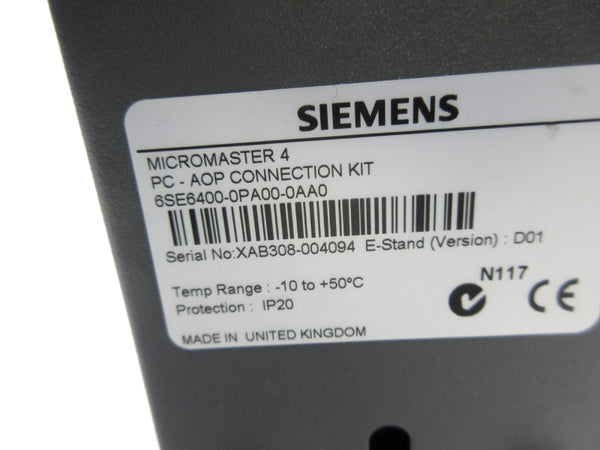 SIEMENS
MICROMASTER 4
PC - AOP CONNECTION KIT
6SE6400-0PA00-0AA0
Serial No:XAB308-004094 E-Stand (Version) : D01
Temp Range : -10 to +50ºC
N117
Protection : IP20
CE
MADE IN UNITED KINGDOM